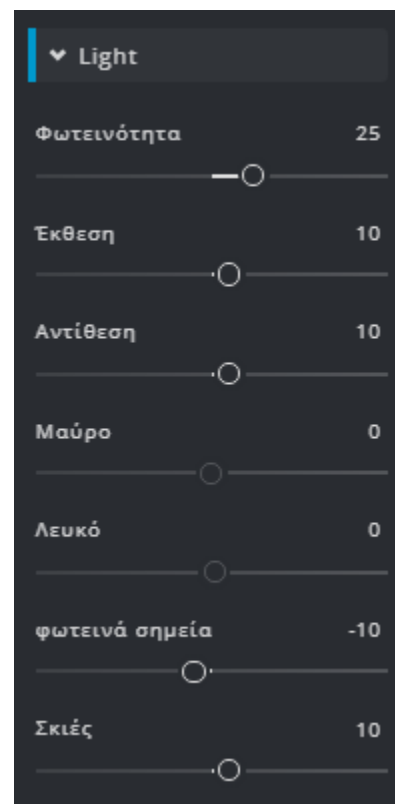 Light
Φωτεινότητα 25
Έκθεση 10
Αντίθεση 10
Μαύρο 0
Λευκό 0
φωτεινά σημεία -10
Σκιές 10